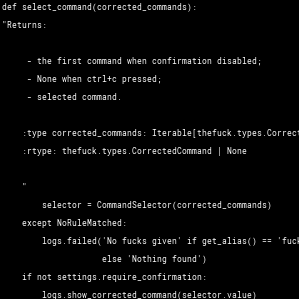 def select_command(corrected_commands):
"Returns:
- the first command when confirmation disabled;
- None when ctrl+c pressed;
- selected command.
:type corrected_commands: Iterable[thefuck.types.Correct
:rtype: thefuck.types.CorrectedCommand | None
"
selector = CommandSelector(corrected_commands)
except NoRuleMatched:
logs.failed('No fucks given' if get_alias() == 'fuck
else 'Nothing found')
if not settings.require_confirmation:
logs.show_corrected_command(selector.value)